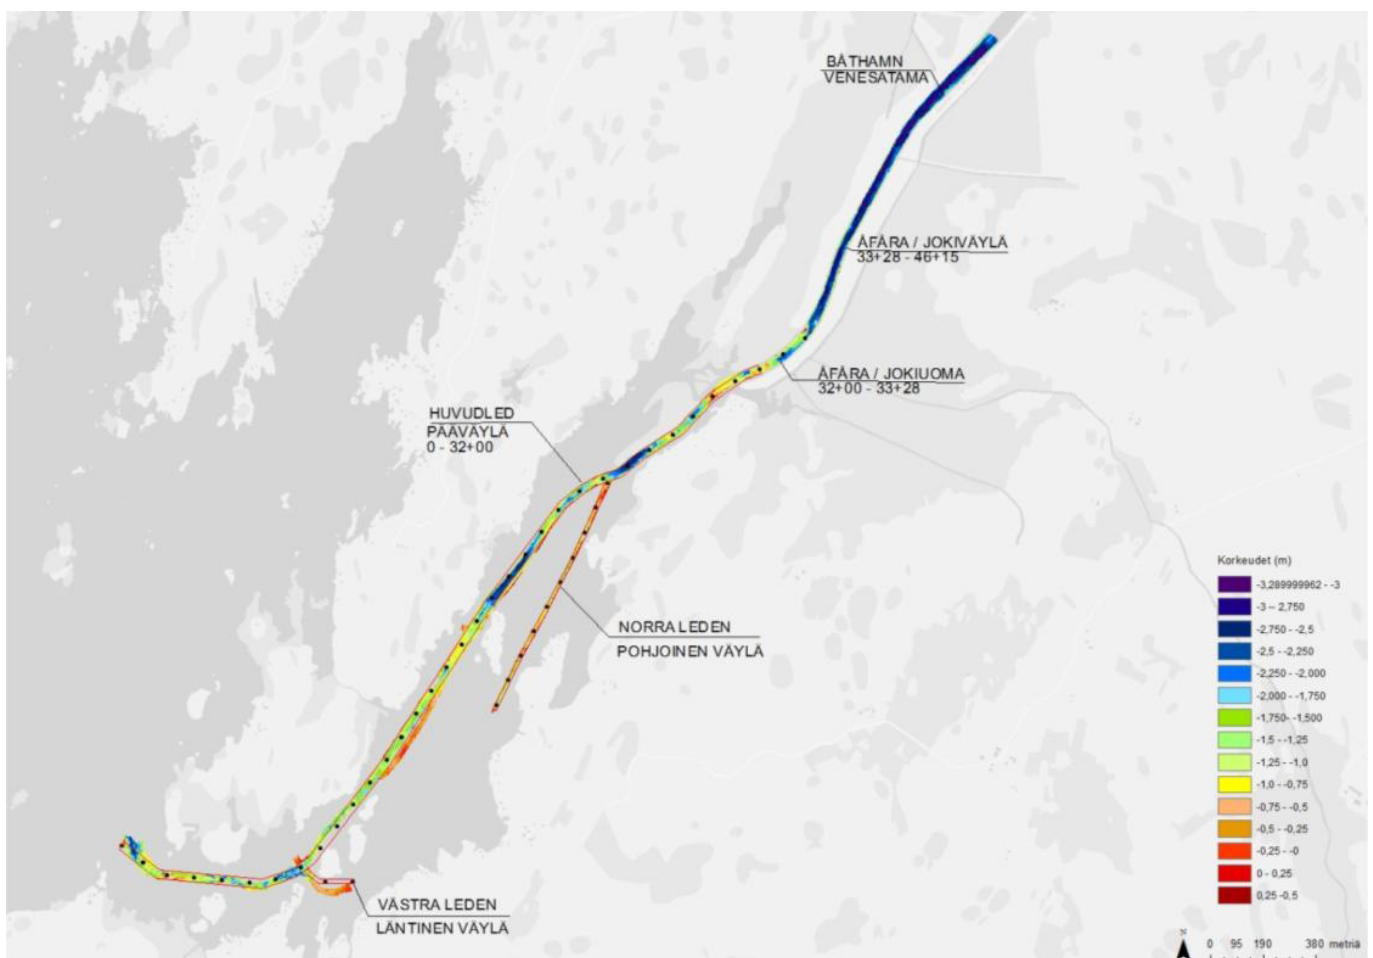 BÅTHAMN
VENESATAMA
ÅFÅRA / JOKIVÄYLÄ
33+28 - 46+15
ÅFÅRA / JOKIUOMA
32+00 - 33+28
HUVUDLED
PÄÄVÄYLÄ
0 - 32+00
NORRA LEDEN
POHJOINEN VÄYLÄ
VÄSTRA LEDEN
LÄNTINEN VÄYLÄ
Korkeudet (m)
-3,289999962 - -3
-3 -- 2,750
-2,750 - -2,5
-2,5 - -2,250
-2,250 - -2,000
-2,000 - -1,750
-1,750- -1,500
-1,5 - -1,25
-1,25 - -1,0
-1,0 - -0,75
-0,75 - -0,5
-0,5 - -0,25
-0,25 - -0
0 - 0,25
0,25 -0,5
N
0 95 190 380 metriä